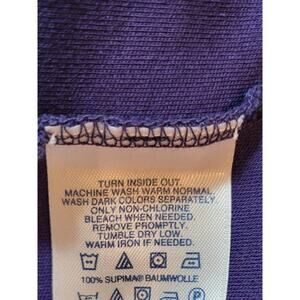 TURN INSIDE OUT.
MACHINE WASH WARM NORMAL.
WASH DARK COLORS SEPARATELY.
ONLY NON-CHLORINE
BLEACH WHEN NEEDED.
REMOVE PROMPTLY.
TUMBLE DRY LOW.
WARM IRON IF NEEDED.
100% SUPIMA® BAUMWOLLE